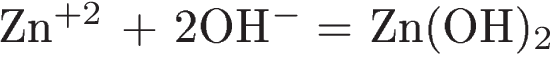 Zn⁺² + 2OH⁻ = Zn(OH)₂